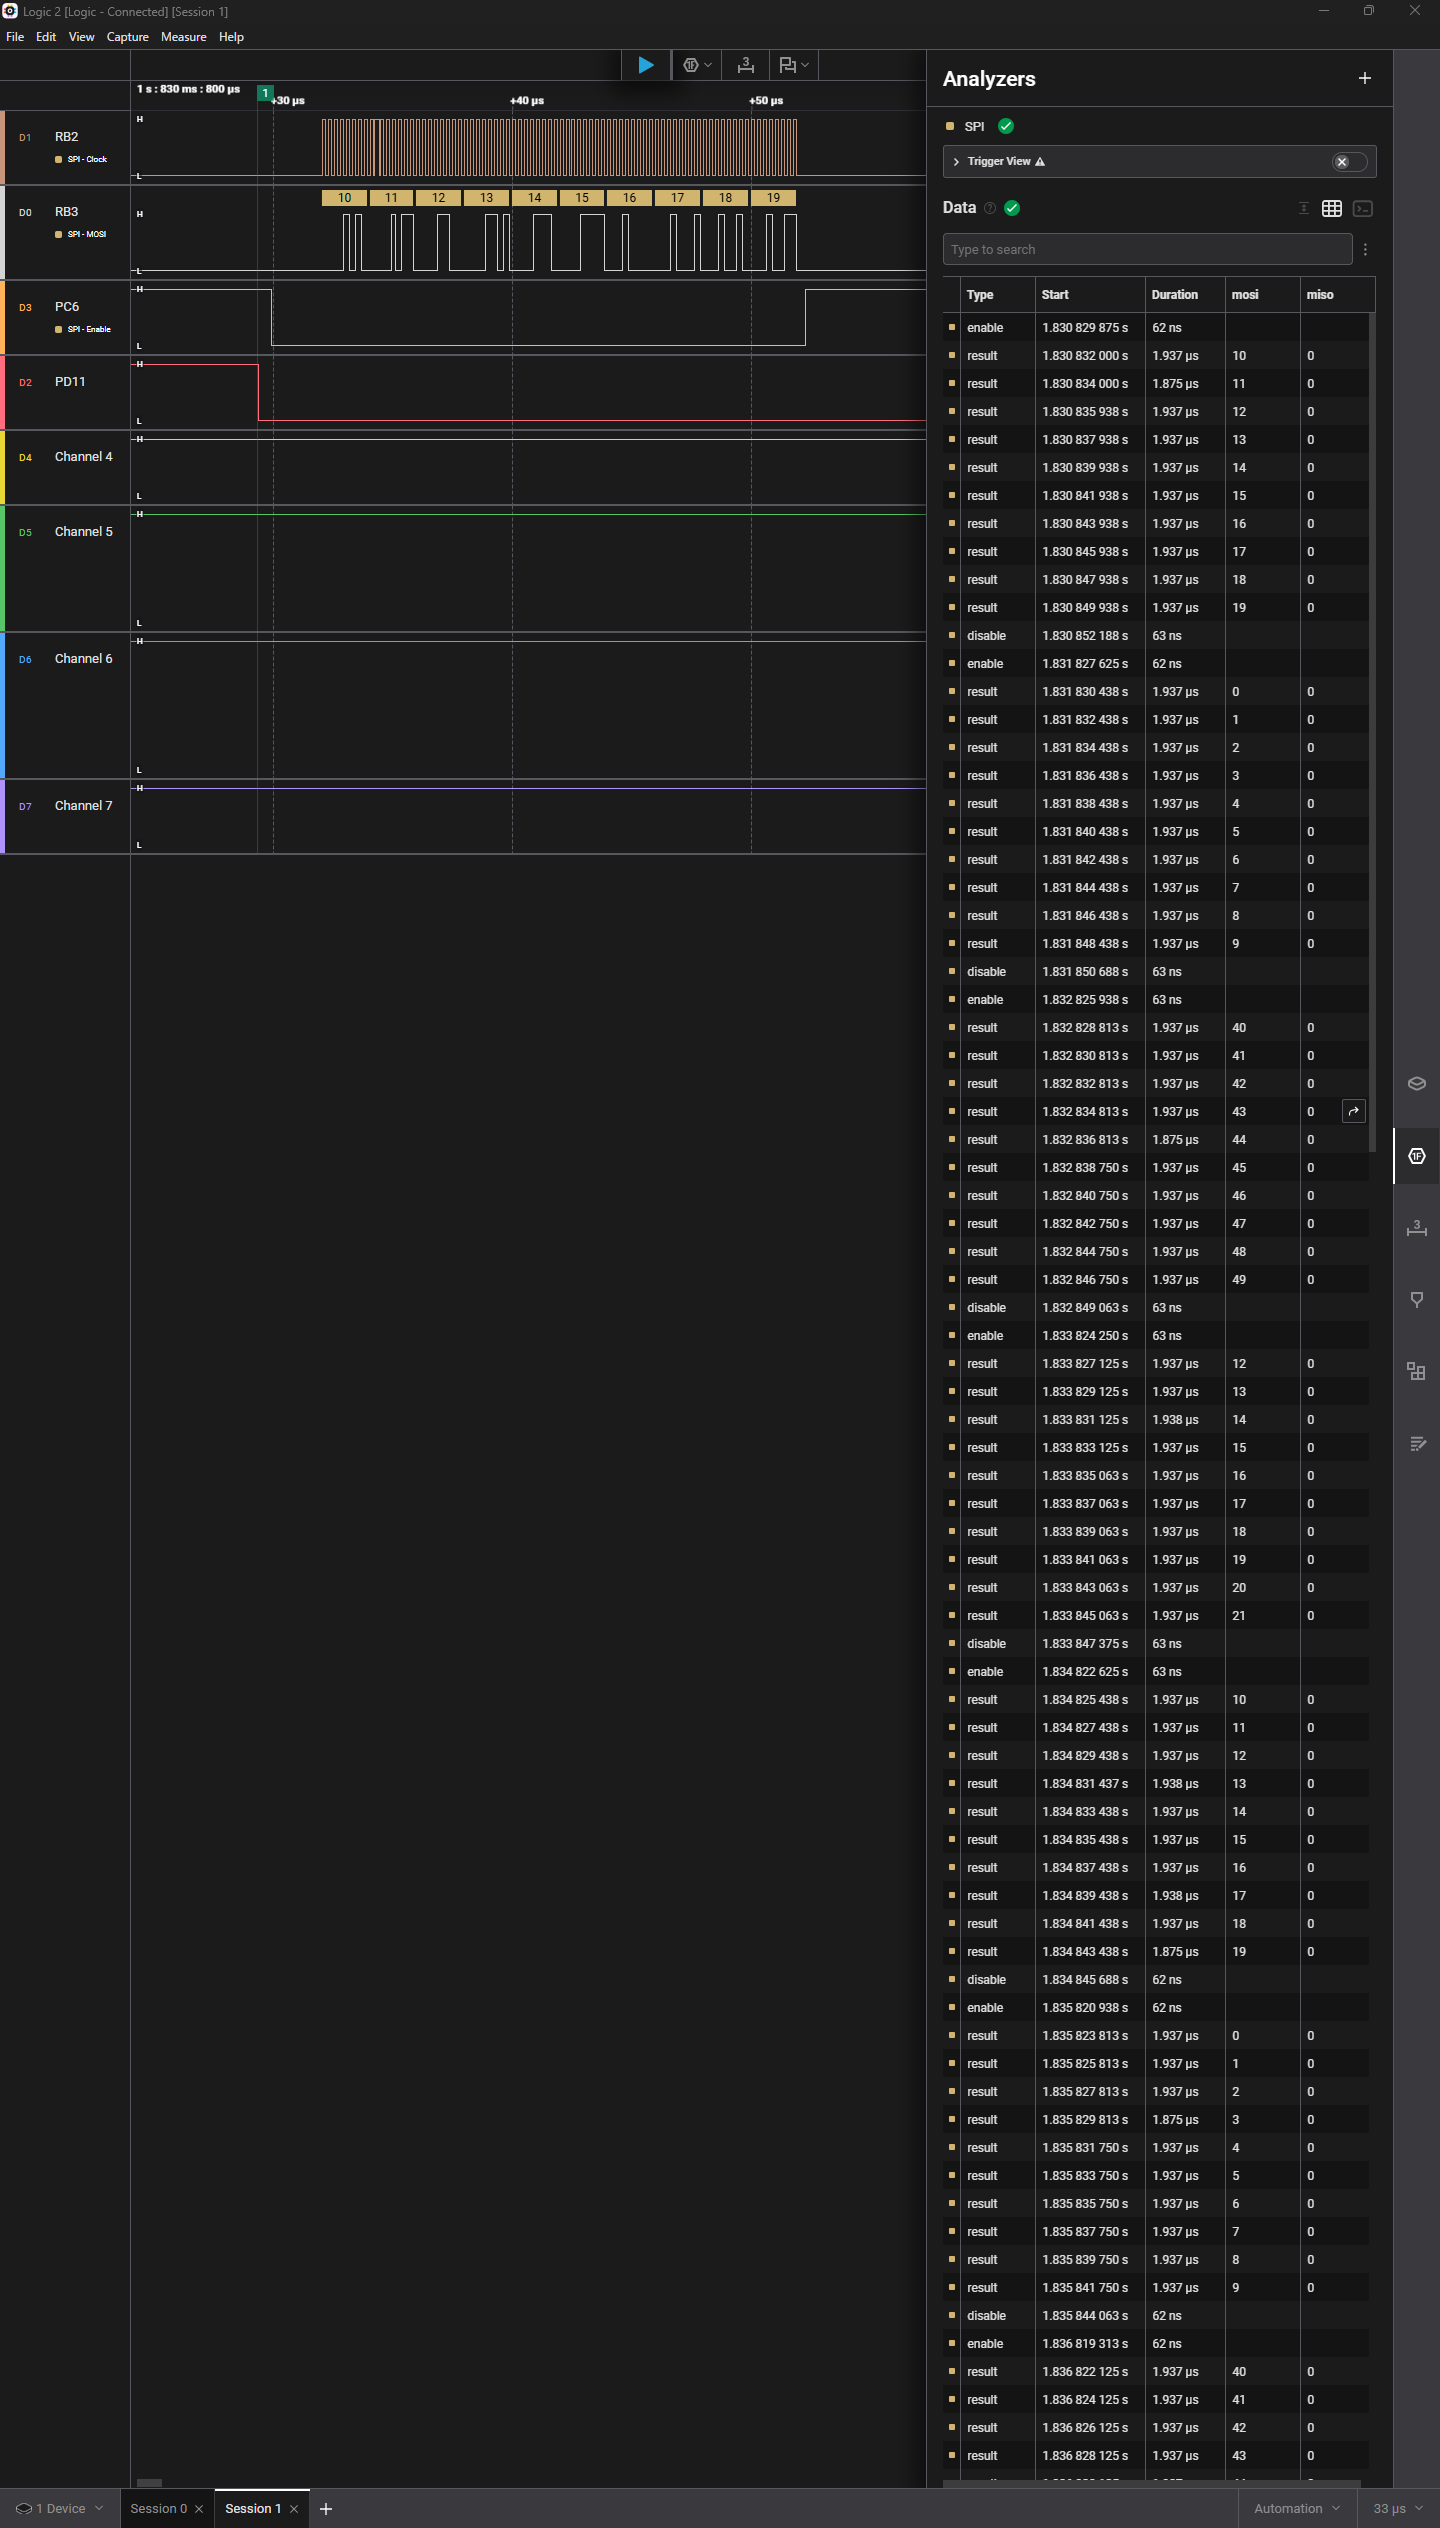 Logic 2 [Logic - Connected] [Session 1]
File Edit View Capture Measure Help
1 s : 830 ms : 800 µs
1
+30 µs +40 µs +50 µs
D1 RB2
SPI - Clock
H
L
D0 RB3
SPI - MOSI
H
L
10 11 12 13 14 15 16 17 18 19
D3 PC6
SPI - Enable
H
L
D2 PD11
H
L
D4 Channel 4
H
L
D5 Channel 5
H
L
D6 Channel 6
H
L
D7 Channel 7
H
L
Analyzers
SPI
Trigger View
Data
Type to search
Type Start Duration mosi miso
enable 1.830 829 875 s 62 ns
result 1.830 832 000 s 1.937 µs 10 0
result 1.830 834 000 s 1.875 µs 11 0
result 1.830 835 938 s 1.937 µs 12 0
result 1.830 837 938 s 1.937 µs 13 0
result 1.830 839 938 s 1.937 µs 14 0
result 1.830 841 938 s 1.937 µs 15 0
result 1.830 843 938 s 1.937 µs 16 0
result 1.830 845 938 s 1.937 µs 17 0
result 1.830 847 938 s 1.937 µs 18 0
result 1.830 849 938 s 1.937 µs 19 0
disable 1.830 852 188 s 63 ns
enable 1.831 827 625 s 62 ns
result 1.831 830 438 s 1.937 µs 0 0
result 1.831 832 438 s 1.937 µs 1 0
result 1.831 834 438 s 1.937 µs 2 0
result 1.831 836 438 s 1.937 µs 3 0
result 1.831 838 438 s 1.937 µs 4 0
result 1.831 840 438 s 1.937 µs 5 0
result 1.831 842 438 s 1.937 µs 6 0
result 1.831 844 438 s 1.937 µs 7 0
result 1.831 846 438 s 1.937 µs 8 0
result 1.831 848 438 s 1.937 µs 9 0
disable 1.831 850 688 s 63 ns
enable 1.832 825 938 s 63 ns
result 1.832 828 813 s 1.937 µs 40 0
result 1.832 830 813 s 1.937 µs 41 0
result 1.832 832 813 s 1.937 µs 42 0
result 1.832 834 813 s 1.937 µs 43 0
result 1.832 836 813 s 1.875 µs 44 0
result 1.832 838 750 s 1.937 µs 45 0
result 1.832 840 750 s 1.937 µs 46 0
result 1.832 842 750 s 1.937 µs 47 0
result 1.832 844 750 s 1.937 µs 48 0
result 1.832 846 750 s 1.937 µs 49 0
disable 1.832 849 063 s 63 ns
enable 1.833 824 250 s 63 ns
result 1.833 827 125 s 1.937 µs 12 0
result 1.833 829 125 s 1.937 µs 13 0
result 1.833 831 125 s 1.938 µs 14 0
result 1.833 833 125 s 1.937 µs 15 0
result 1.833 835 063 s 1.937 µs 16 0
result 1.833 837 063 s 1.937 µs 17 0
result 1.833 839 063 s 1.937 µs 18 0
result 1.833 841 063 s 1.937 µs 19 0
result 1.833 843 063 s 1.937 µs 20 0
result 1.833 845 063 s 1.937 µs 21 0
disable 1.833 847 375 s 63 ns
enable 1.834 822 625 s 63 ns
result 1.834 825 438 s 1.937 µs 10 0
result 1.834 827 438 s 1.937 µs 11 0
result 1.834 829 438 s 1.937 µs 12 0
result 1.834 831 437 s 1.938 µs 13 0
result 1.834 833 438 s 1.937 µs 14 0
result 1.834 835 438 s 1.937 µs 15 0
result 1.834 837 438 s 1.937 µs 16 0
result 1.834 839 438 s 1.938 µs 17 0
result 1.834 841 438 s 1.937 µs 18 0
result 1.834 843 438 s 1.875 µs 19 0
disable 1.834 845 688 s 62 ns
enable 1.835 820 938 s 62 ns
result 1.835 823 813 s 1.937 µs 0 0
result 1.835 825 813 s 1.937 µs 1 0
result 1.835 827 813 s 1.937 µs 2 0
result 1.835 829 813 s 1.875 µs 3 0
result 1.835 831 750 s 1.937 µs 4 0
result 1.835 833 750 s 1.937 µs 5 0
result 1.835 835 750 s 1.937 µs 6 0
result 1.835 837 750 s 1.937 µs 7 0
result 1.835 839 750 s 1.937 µs 8 0
result 1.835 841 750 s 1.937 µs 9 0
disable 1.835 844 063 s 62 ns
enable 1.836 819 313 s 62 ns
result 1.836 822 125 s 1.937 µs 40 0
result 1.836 824 125 s 1.937 µs 41 0
result 1.836 826 125 s 1.937 µs 42 0
result 1.836 828 125 s 1.937 µs 43 0
1 Device Session 0 Session 1 Automation 33 µs